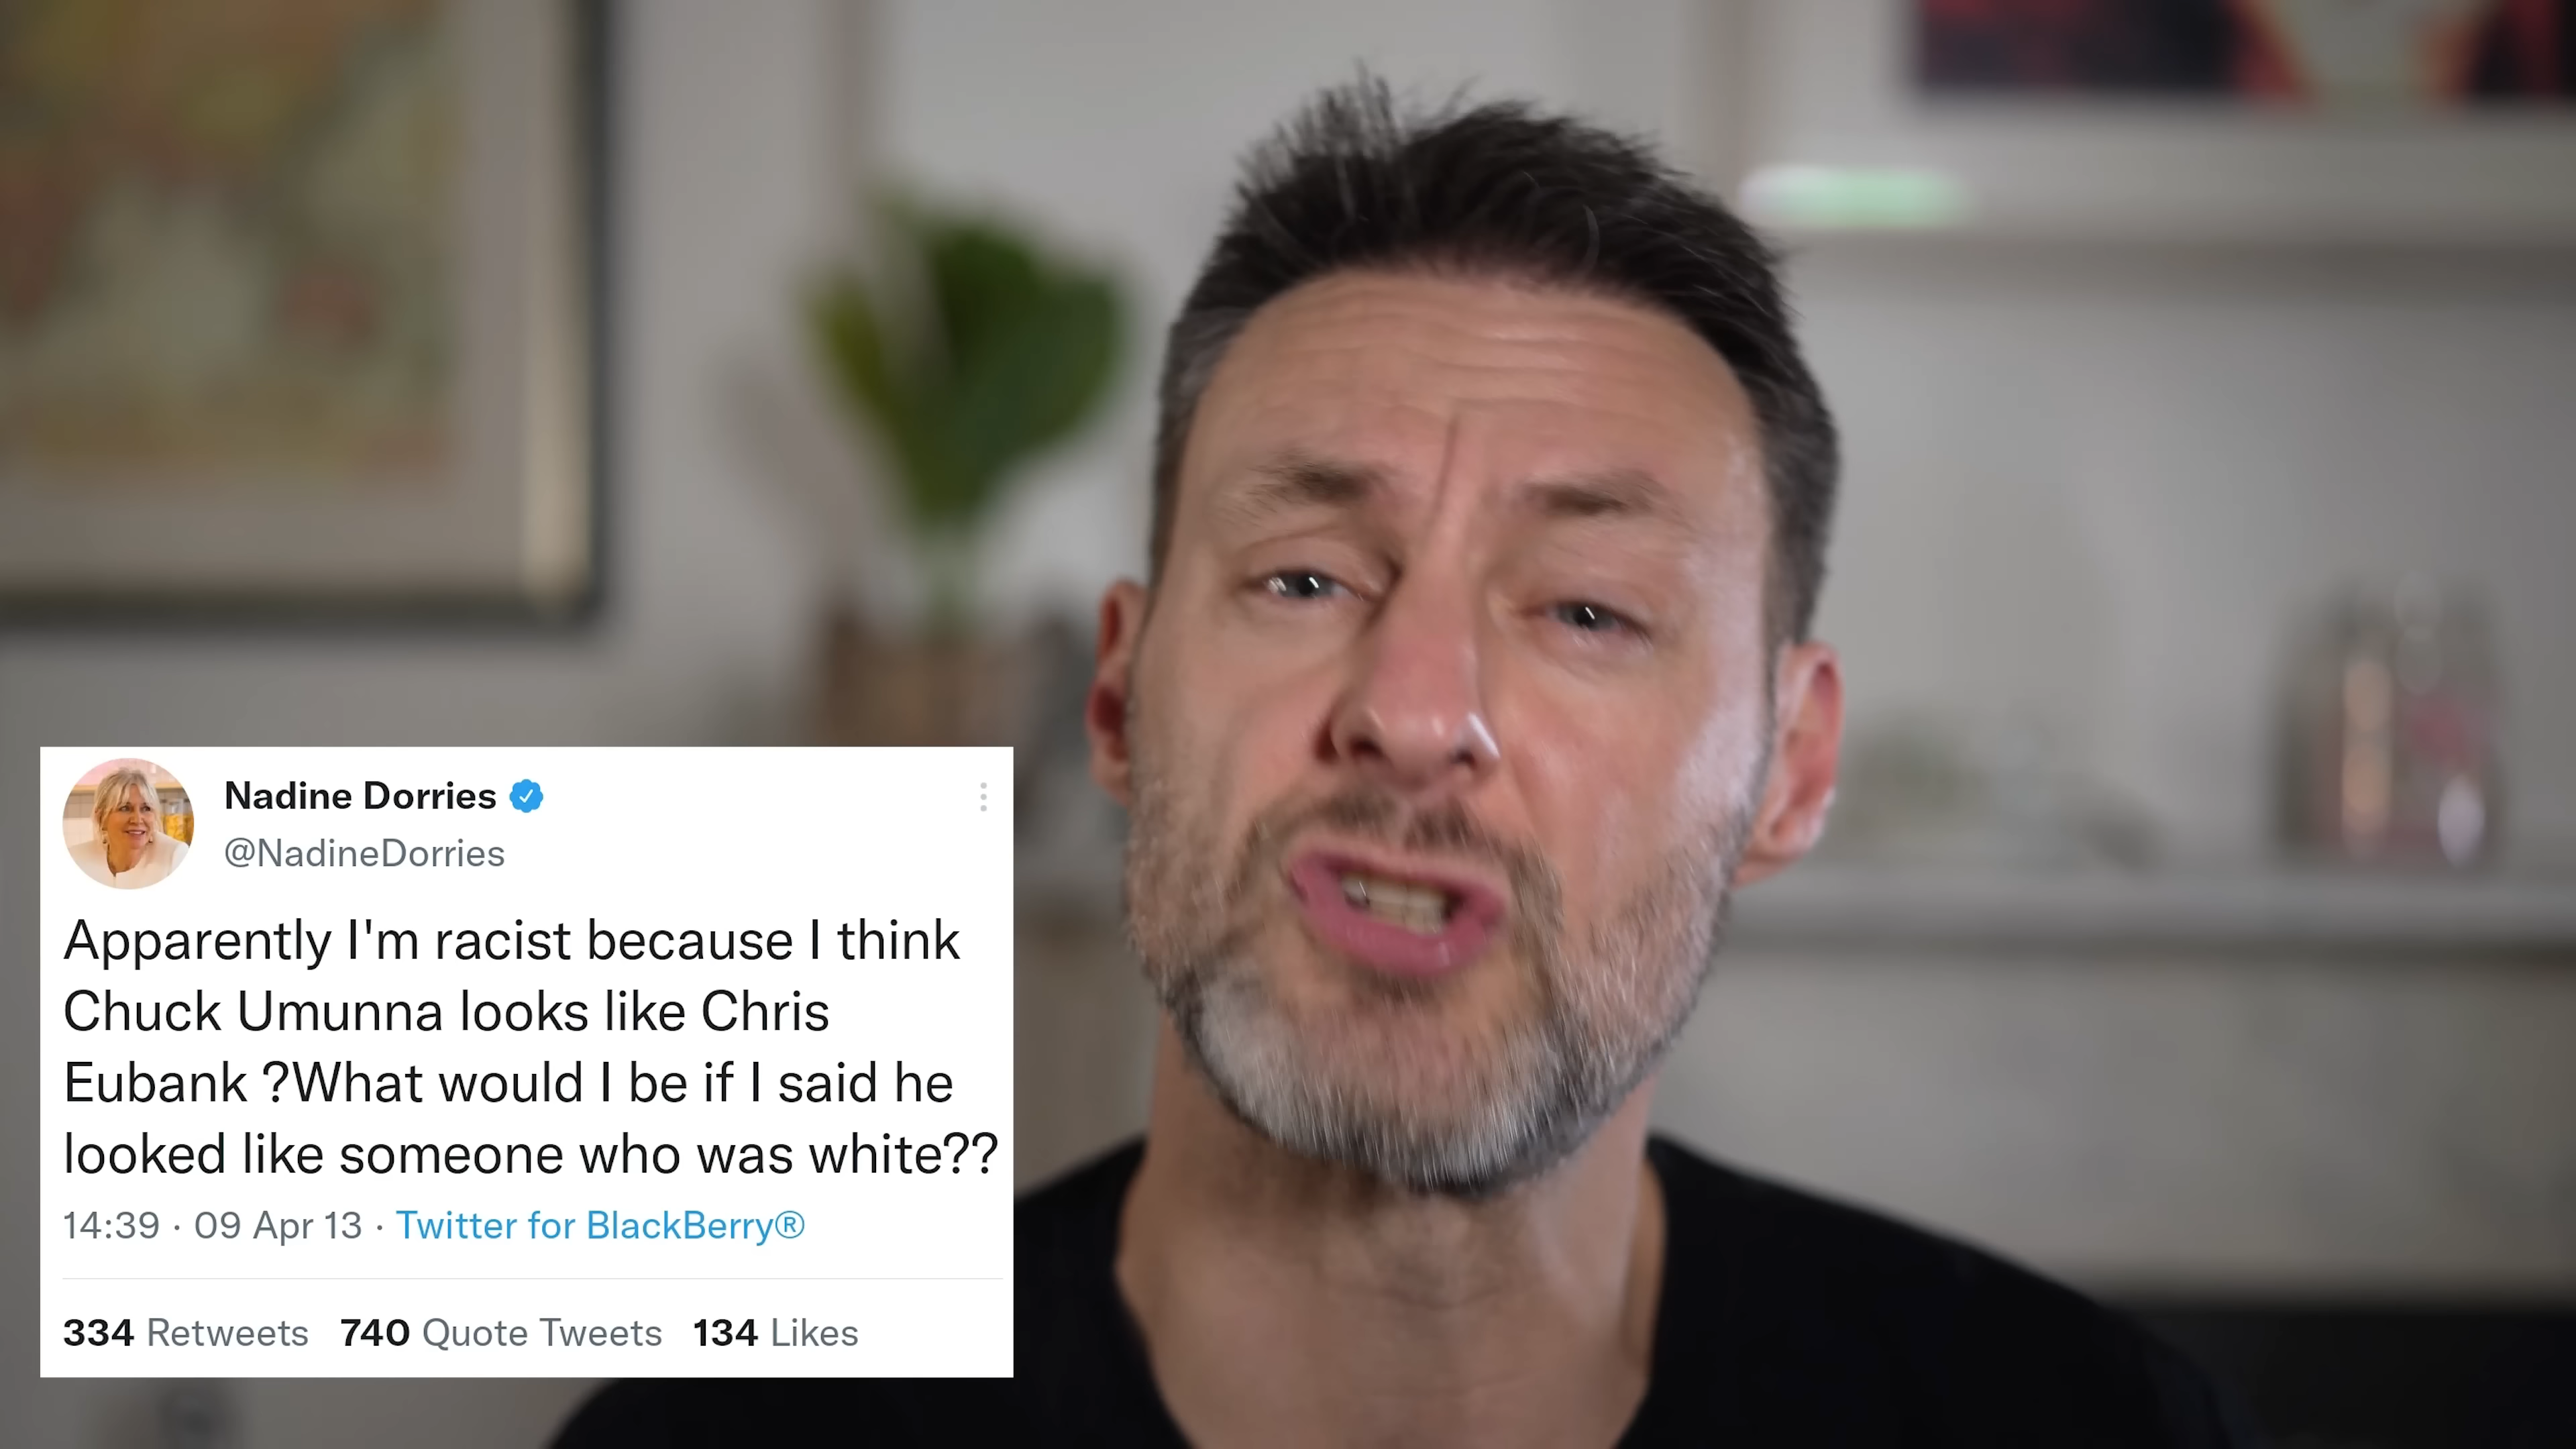 Nadine Dorries
@NadineDorries
Apparently I'm racist because I think
Chuck Umunna looks like Chris
Eubank ?What would I be if I said he
looked like someone who was white??
14:39 · 09 Apr 13 · Twitter for BlackBerry®
334 Retweets 740 Quote Tweets 134 Likes